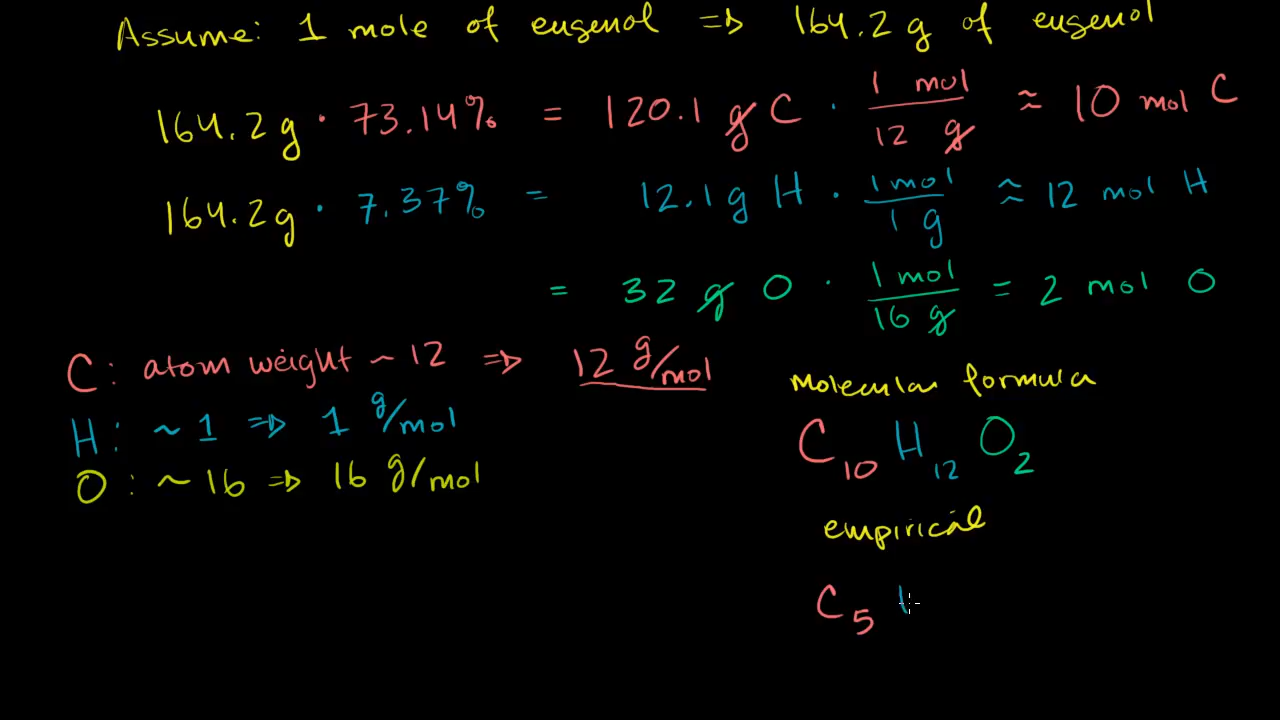 Assume: 1 mole of eugenol => 164.2 g of eugenol
164.2 g · 73.14% = 120.1 g C · 1 mol / 12 g ≈ 10 mol C
164.2 g · 7.37% = 12.1 g H · 1 mol / 1 g ≈ 12 mol H
= 32 g O · 1 mol / 16 g = 2 mol O
C: atom weight ~ 12 => 12 g/mol
H: ~ 1 => 1 g/mol
O: ~ 16 => 16 g/mol
Molecular formula
C10 H12 O2
empirical
C5